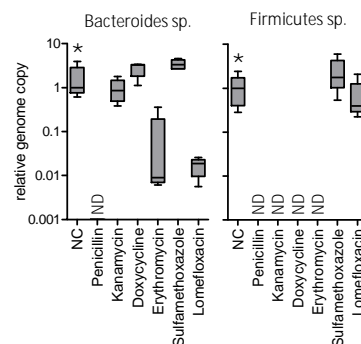 Bacteroides sp.
Firmicutes sp.
relative genome copy
10
1
0.1
0.01
0.001
*
ND
*
ND
ND
ND
ND
NC
Penicillin
Kanamycin
Doxycycline
Erythromycin
Sulfamethoxazole
Lomefloxacin
NC
Penicillin
Kanamycin
Doxycycline
Erythromycin
Sulfamethoxazole
Lomefloxacin